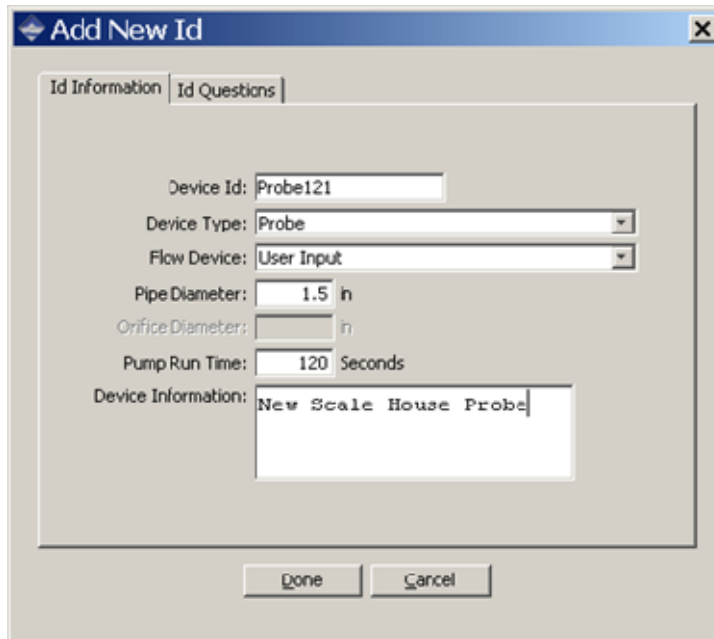 Add New Id
Id Information Id Questions
Device Id: Probe121
Device Type: Probe
Flow Device: User Input
Pipe Diameter: 1.5 in
Orifice Diameter: in
Pump Run Time: 120 Seconds
Device Information: New Scale House Probe
Done Cancel